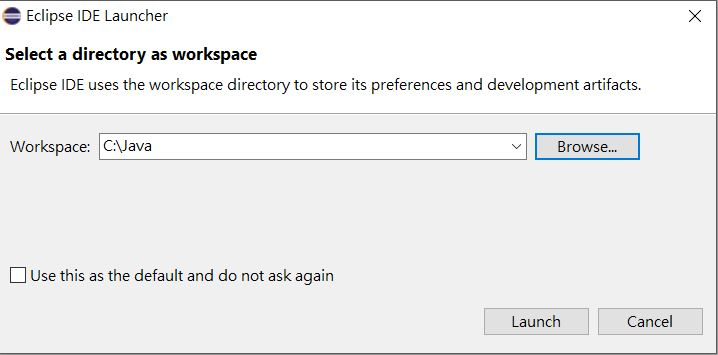 Eclipse IDE Launcher
Select a directory as workspace
Eclipse IDE uses the workspace directory to store its preferences and development artifacts.
Workspace: C:\Java Browse...
Use this as the default and do not ask again
Launch Cancel